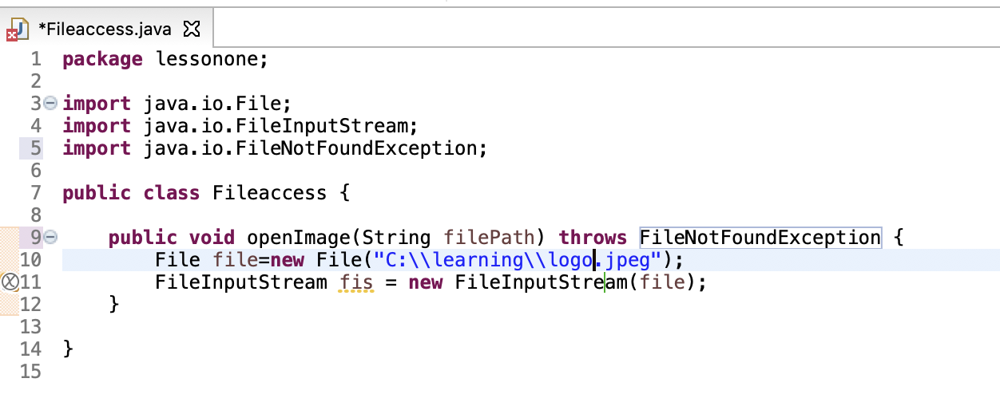 *Fileaccess.java
1 package lessonone;
2
3 import java.io.File;
4 import java.io.FileInputStream;
5 import java.io.FileNotFoundException;
6
7 public class Fileaccess {
8
9     public void openImage(String filePath) throws FileNotFoundException {
10         File file=new File("C:\\learning\\logo.jpeg");
11         FileInputStream fis = new FileInputStream(file);
12     }
13
14 }
15